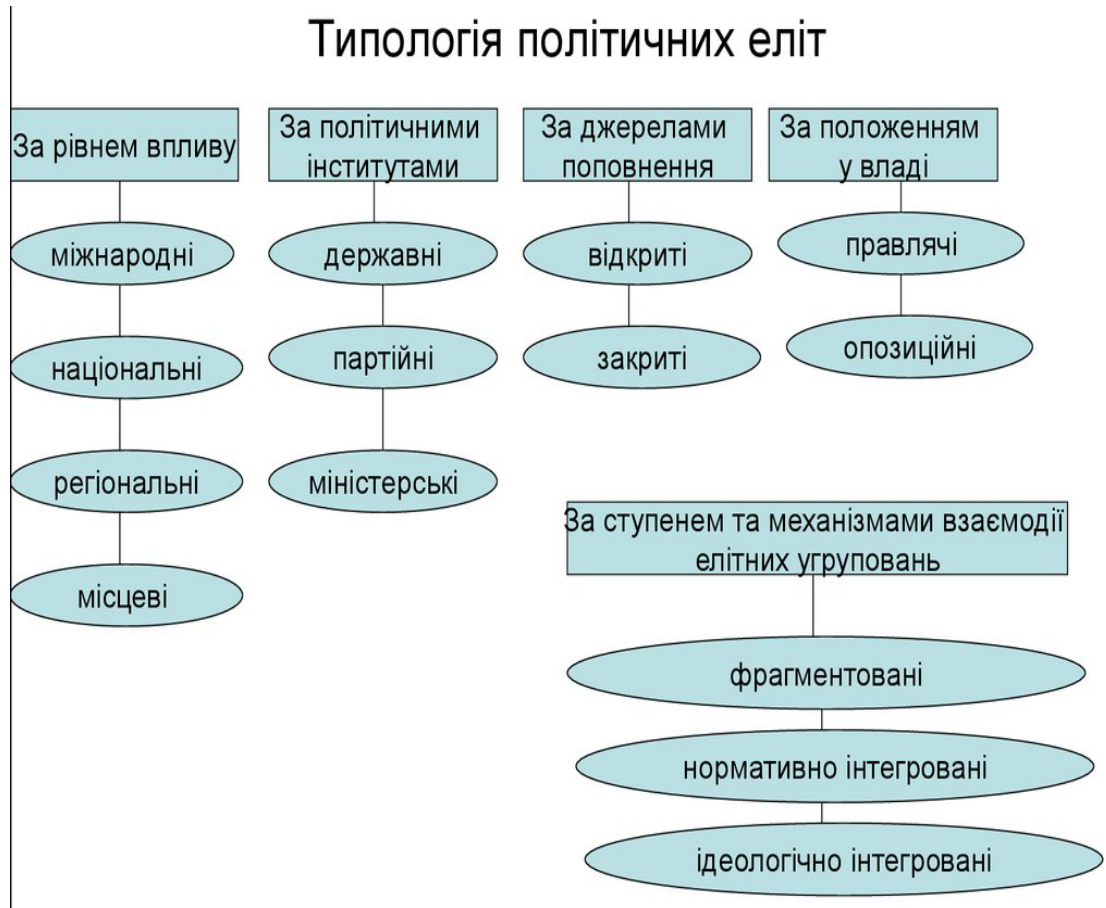 Типологія політичних еліт
За рівнем впливу
міжнародні
національні
регіональні
місцеві
За політичними
інститутами
державні
партійні
міністерські
За джерелами
поповнення
відкриті
закриті
За положенням
у владі
правлячі
опозиційні
За ступенем та механізмами взаємодії
елітних угруповань
фрагментовані
нормативно інтегровані
ідеологічно інтегровані